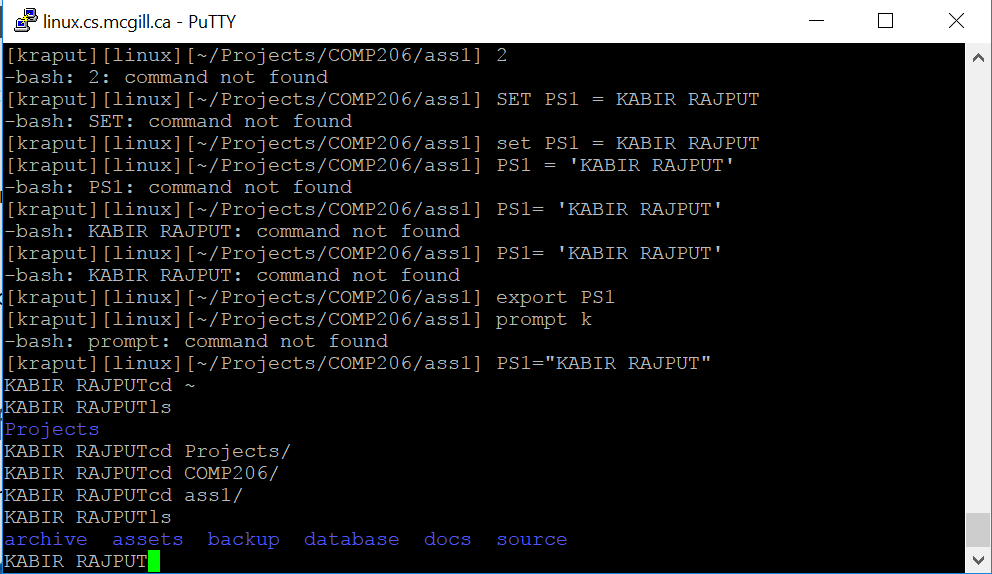 linux.cs.mcgill.ca - PuTTY
[kraput][linux][~/Projects/COMP206/ass1] 2
-bash: 2: command not found
[kraput][linux][~/Projects/COMP206/ass1] SET PS1 = KABIR RAJPUT
-bash: SET: command not found
[kraput][linux][~/Projects/COMP206/ass1] set PS1 = KABIR RAJPUT
[kraput][linux][~/Projects/COMP206/ass1] PS1 = 'KABIR RAJPUT'
-bash: PS1: command not found
[kraput][linux][~/Projects/COMP206/ass1] PS1= 'KABIR RAJPUT'
-bash: KABIR RAJPUT: command not found
[kraput][linux][~/Projects/COMP206/ass1] PS1= 'KABIR RAJPUT'
-bash: KABIR RAJPUT: command not found
[kraput][linux][~/Projects/COMP206/ass1] export PS1
[kraput][linux][~/Projects/COMP206/ass1] prompt k
-bash: prompt: command not found
[kraput][linux][~/Projects/COMP206/ass1] PS1="KABIR RAJPUT"
KABIR RAJPUTcd ~
KABIR RAJPUTls
Projects
KABIR RAJPUTcd Projects/
KABIR RAJPUTcd COMP206/
KABIR RAJPUTcd ass1/
KABIR RAJPUTls
archive  assets  backup  database  docs  source
KABIR RAJPUT